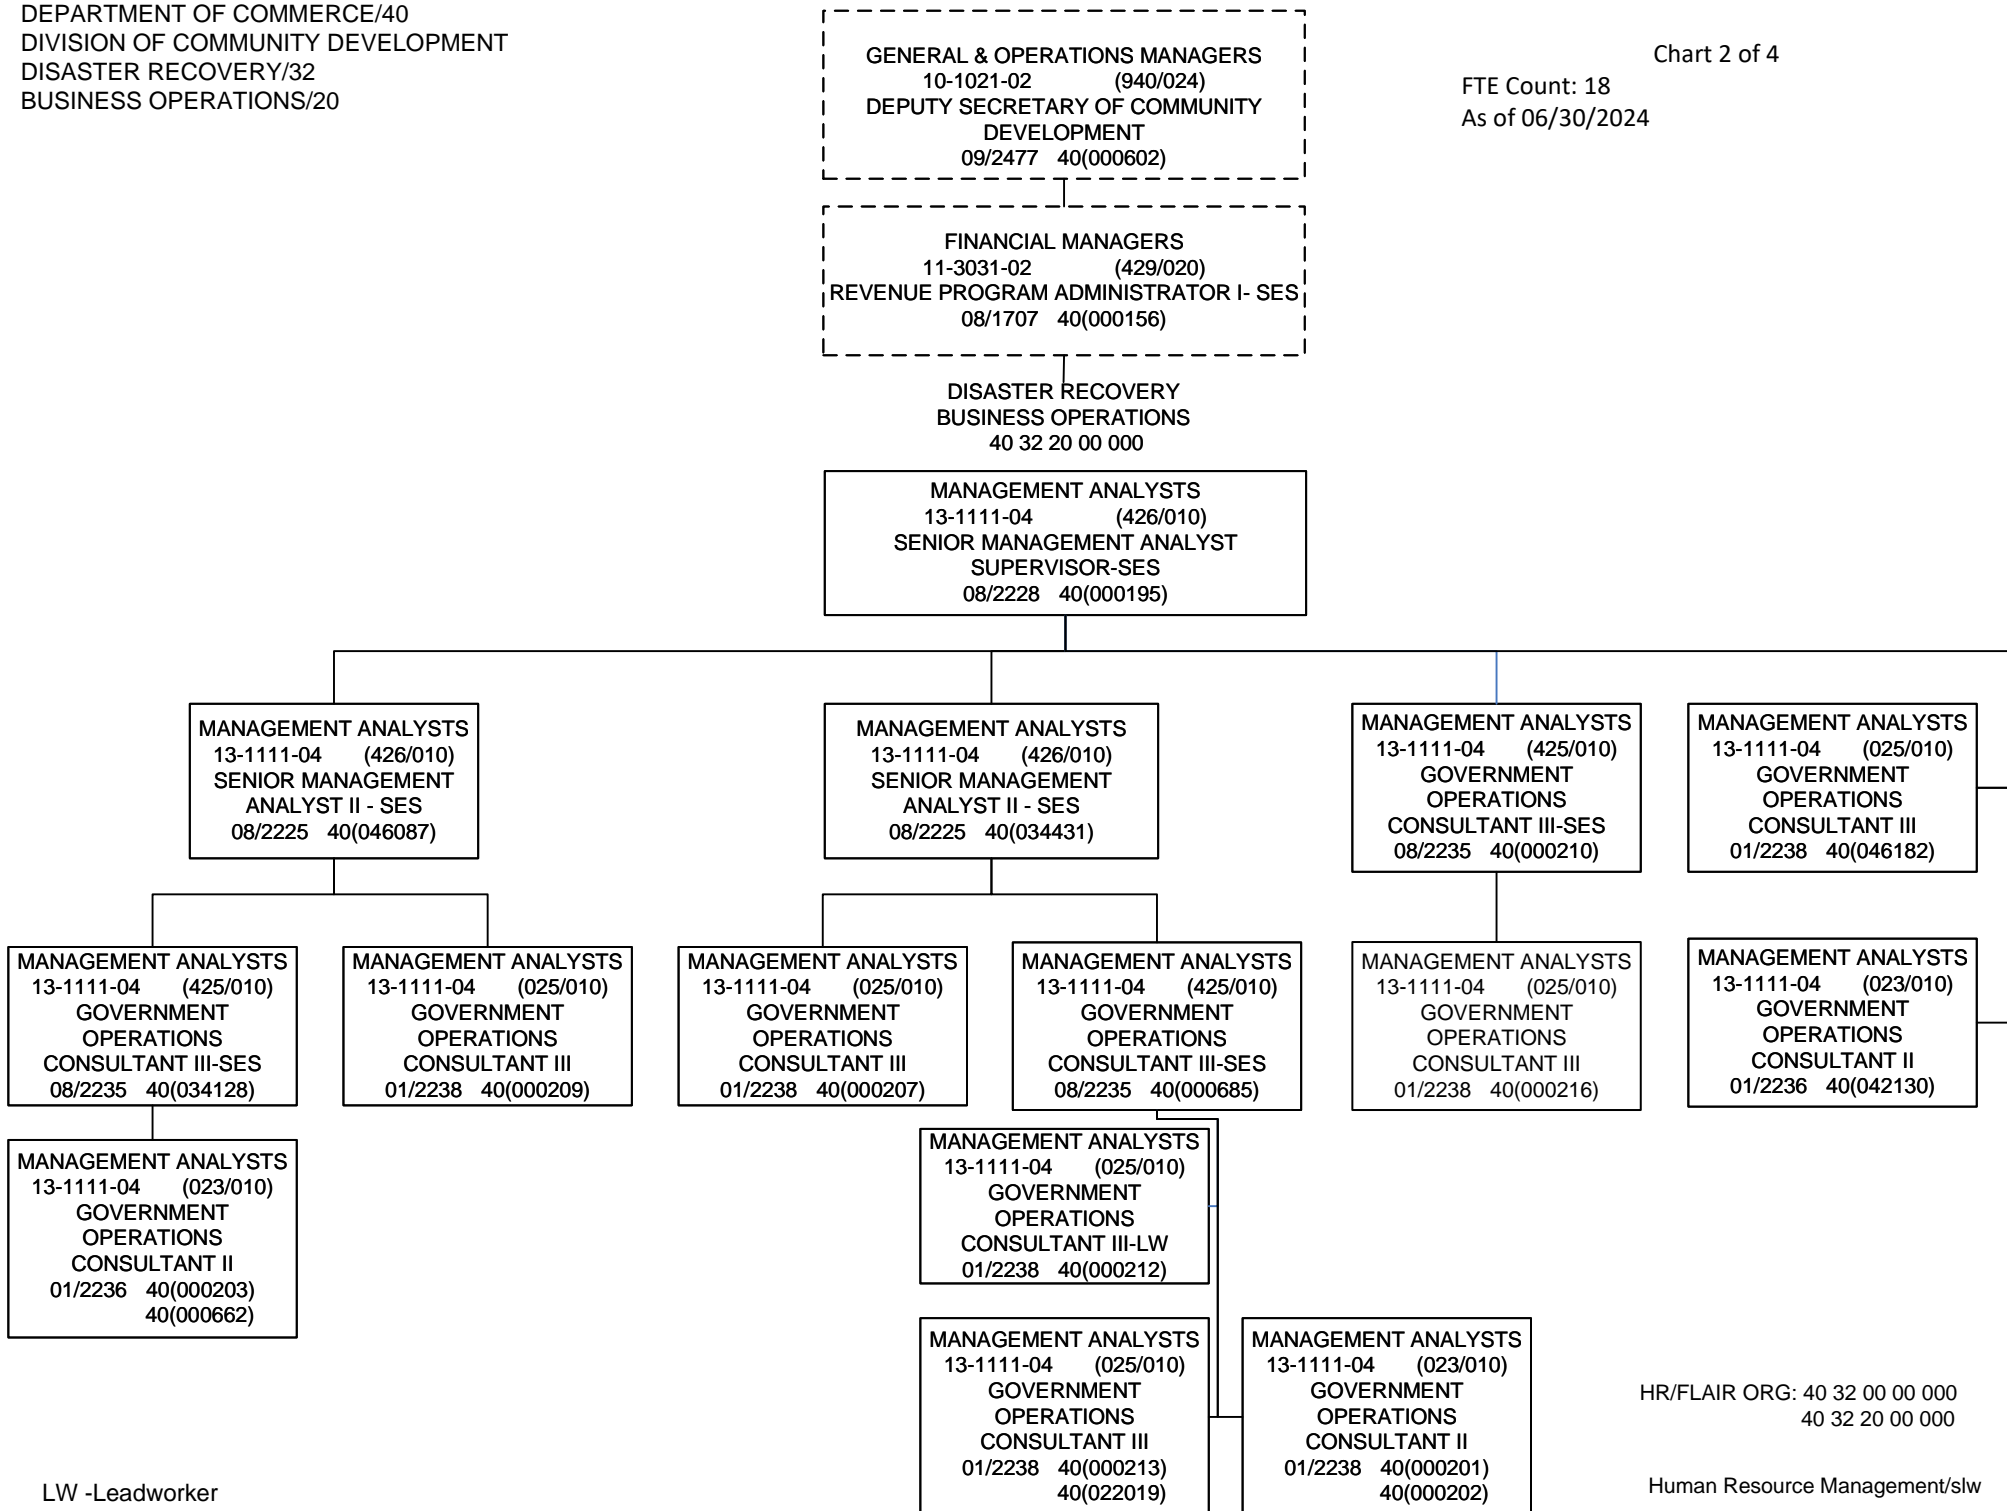 DEPARTMENT OF COMMERCE/40
DIVISION OF COMMUNITY DEVELOPMENT
DISASTER RECOVERY/32
BUSINESS OPERATIONS/20
GENERAL & OPERATIONS MANAGERS
10-1021-02 (940/024)
DEPUTY SECRETARY OF COMMUNITY
DEVELOPMENT
09/2477 40(000602)
Chart 2 of 4
FTE Count: 18
As of 06/30/2024
FINANCIAL MANAGERS
11-3031-02 (429/020)
REVENUE PROGRAM ADMINISTRATOR I- SES
08/1707 40(000156)
DISASTER RECOVERY
BUSINESS OPERATIONS
40 32 20 00 000
MANAGEMENT ANALYSTS
13-1111-04 (426/010)
SENIOR MANAGEMENT ANALYST
SUPERVISOR-SES
08/2228 40(000195)
MANAGEMENT ANALYSTS
13-1111-04 (426/010)
SENIOR MANAGEMENT
ANALYST II - SES
08/2225 40(046087)
MANAGEMENT ANALYSTS
13-1111-04 (426/010)
SENIOR MANAGEMENT
ANALYST II - SES
08/2225 40(034431)
MANAGEMENT ANALYSTS
13-1111-04 (425/010)
GOVERNMENT
OPERATIONS
CONSULTANT III-SES
08/2235 40(000210)
MANAGEMENT ANALYSTS
13-1111-04 (025/010)
GOVERNMENT
OPERATIONS
CONSULTANT III
01/2238 40(046182)
MANAGEMENT ANALYSTS
13-1111-04 (425/010)
GOVERNMENT
OPERATIONS
CONSULTANT III-SES
08/2235 40(034128)
MANAGEMENT ANALYSTS
13-1111-04 (025/010)
GOVERNMENT
OPERATIONS
CONSULTANT III
01/2238 40(000209)
MANAGEMENT ANALYSTS
13-1111-04 (025/010)
GOVERNMENT
OPERATIONS
CONSULTANT III
01/2238 40(000207)
MANAGEMENT ANALYSTS
13-1111-04 (425/010)
GOVERNMENT
OPERATIONS
CONSULTANT III-SES
08/2235 40(000685)
MANAGEMENT ANALYSTS
13-1111-04 (025/010)
GOVERNMENT
OPERATIONS
CONSULTANT III
01/2238 40(000216)
MANAGEMENT ANALYSTS
13-1111-04 (023/010)
GOVERNMENT
OPERATIONS
CONSULTANT II
01/2236 40(042130)
MANAGEMENT ANALYSTS
13-1111-04 (023/010)
GOVERNMENT
OPERATIONS
CONSULTANT II
01/2236 40(000203)
40(000662)
MANAGEMENT ANALYSTS
13-1111-04 (025/010)
GOVERNMENT
OPERATIONS
CONSULTANT III-LW
01/2238 40(000212)
MANAGEMENT ANALYSTS
13-1111-04 (025/010)
GOVERNMENT
OPERATIONS
CONSULTANT III
01/2238 40(000213)
40(022019)
MANAGEMENT ANALYSTS
13-1111-04 (023/010)
GOVERNMENT
OPERATIONS
CONSULTANT II
01/2238 40(000201)
40(000202)
HR/FLAIR ORG: 40 32 00 00 000
40 32 20 00 000
LW -Leadworker
Human Resource Management/slw